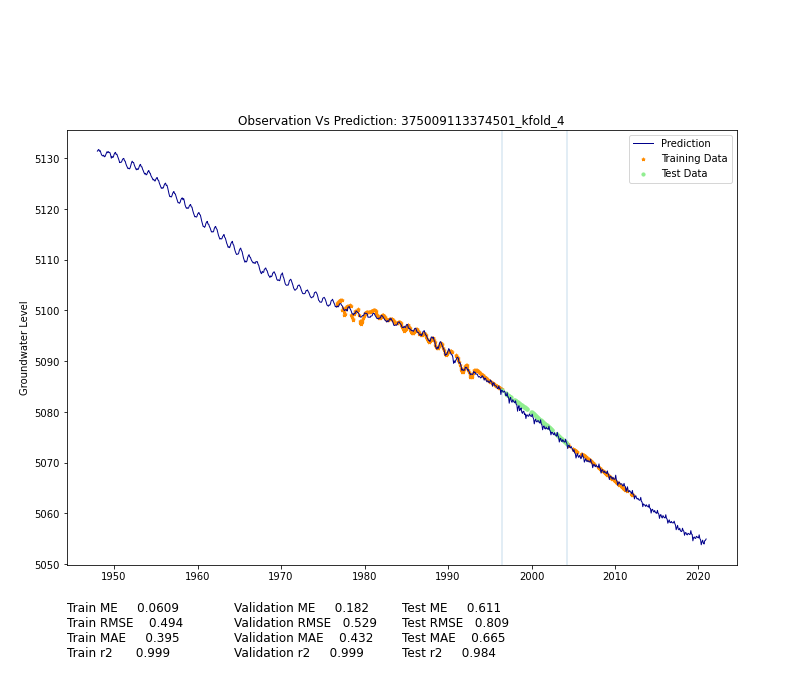 Observation Vs Prediction: 375009113374501_kfold_4
Prediction
Training Data
Test Data
Groundwater Level
5130
5120
5110
5100
5090
5080
5070
5060
5050
1950 1960 1970 1980 1990 2000 2010 2020
Train ME 0.0609 Validation ME 0.182 Test ME 0.611
Train RMSE 0.494 Validation RMSE 0.529 Test RMSE 0.809
Train MAE 0.395 Validation MAE 0.432 Test MAE 0.665
Train r2 0.999 Validation r2 0.999 Test r2 0.984